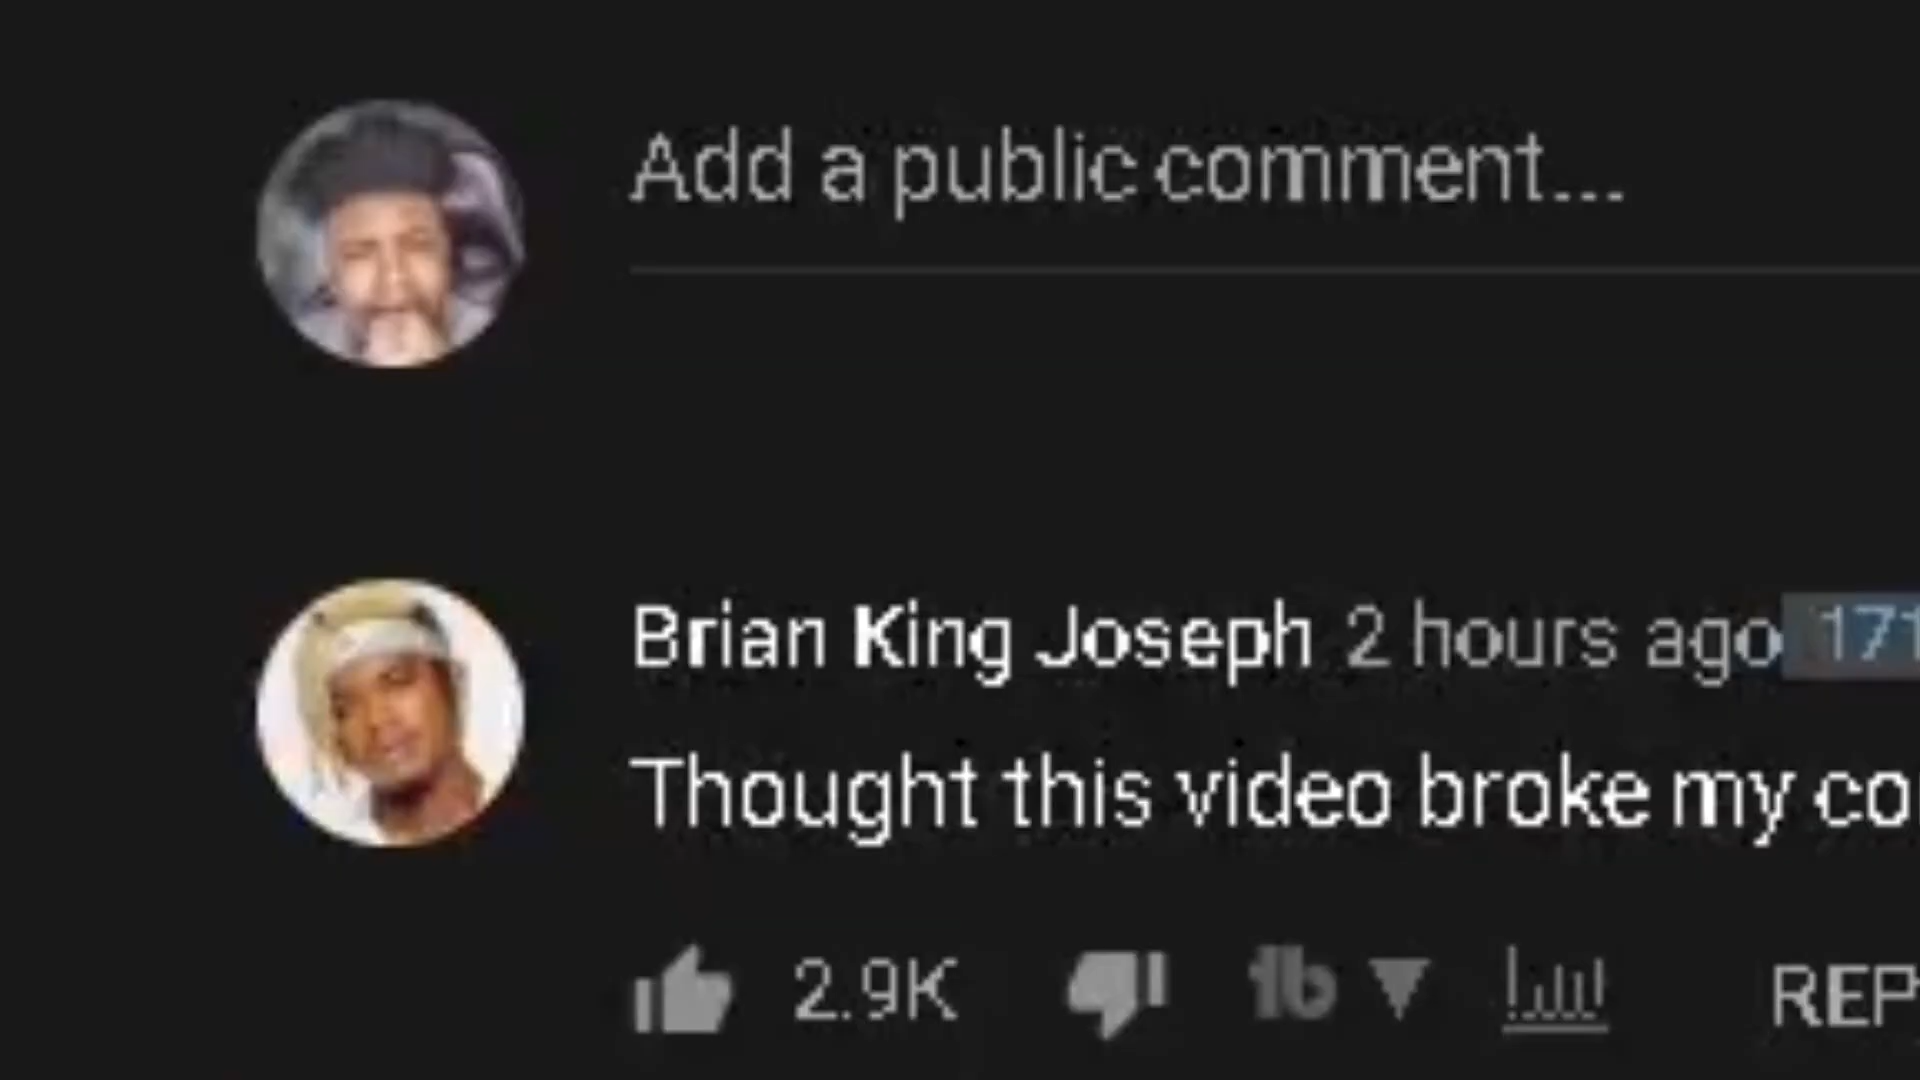 Add a public comment...
Brian King Joseph 2 hours ago 171
Thought this video broke my co
2.9K tb
REP